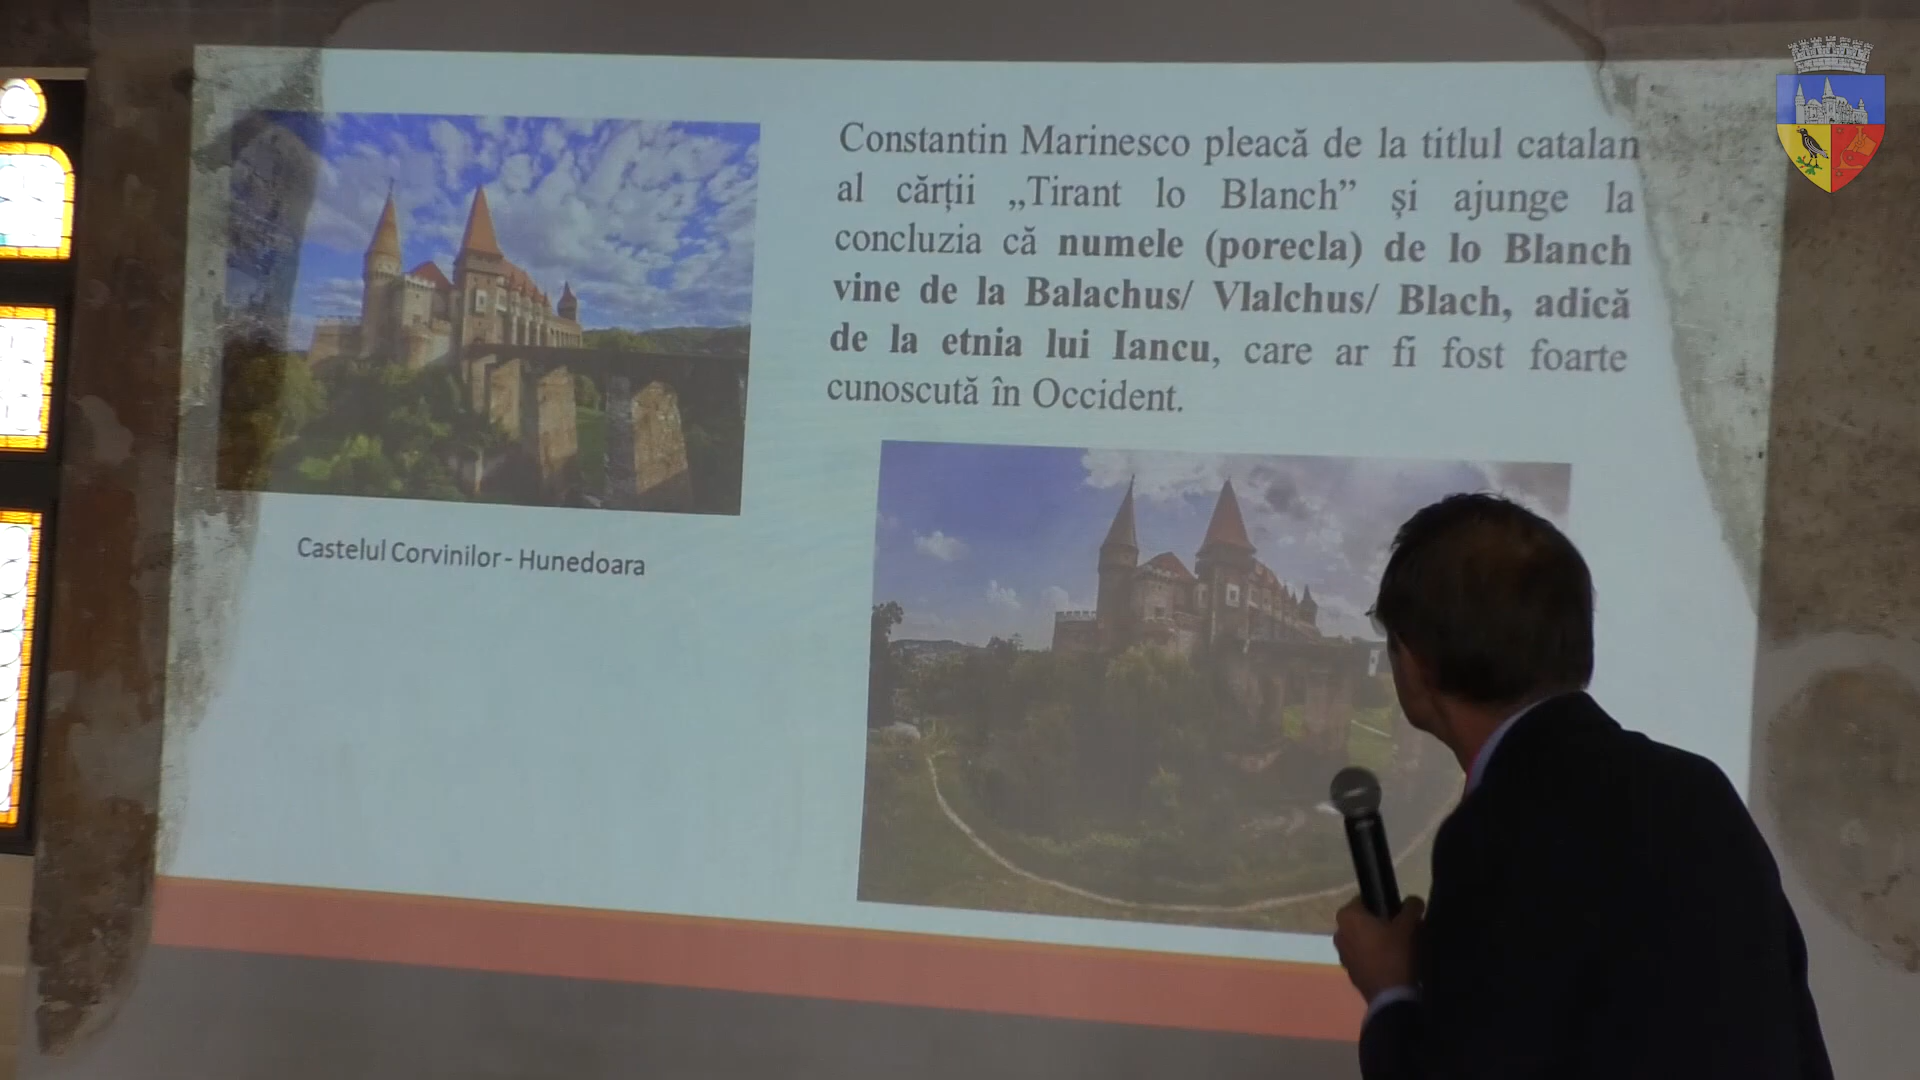 Constantin Marinesco pleacă de la titlul catalan
al cărții „Tirant lo Blanch” și ajunge la
concluzia că numele (porecla) de lo Blanch
vine de la Balachus/ Vlalchus/ Blach, adică
de la etnia lui Iancu, care ar fi fost foarte
cunoscută în Occident.
Castelul Corvinilor - Hunedoara